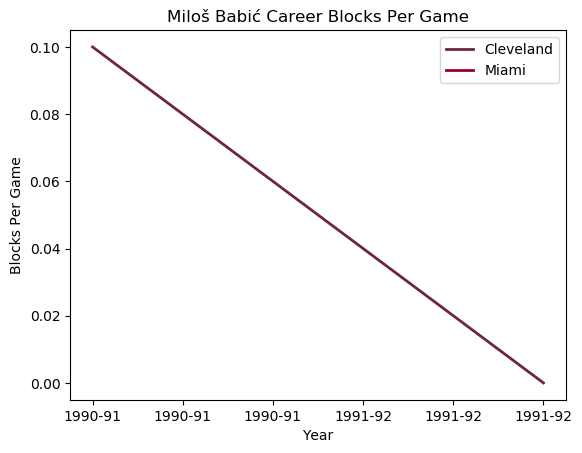 Miloš Babić Career Blocks Per Game
Cleveland
Miami
0.10
0.08
0.06
0.04
0.02
0.00
Blocks Per Game
1990-91 1990-91 1990-91 1991-92 1991-92 1991-92
Year